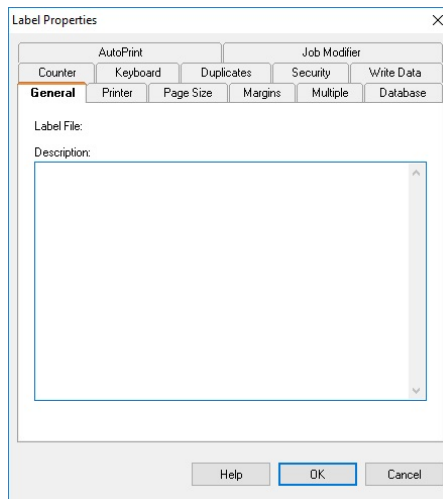 Label Properties
AutoPrint Job Modifier
Counter Keyboard Duplicates Security Write Data
General Printer Page Size Margins Multiple Database
Label File:
Description:
Help OK Cancel